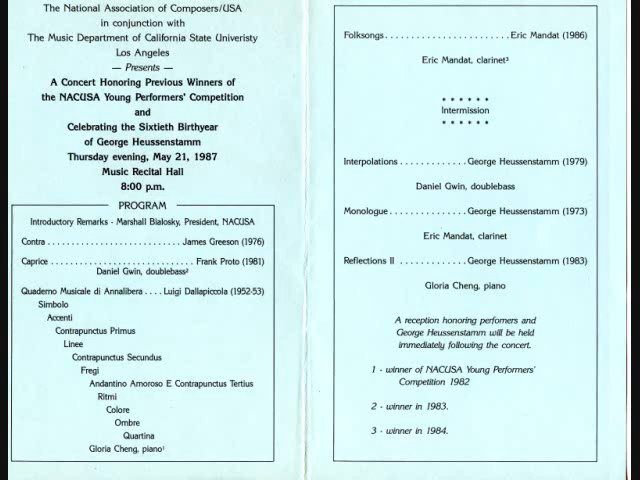 The National Association of Composers/USA
in conjunction with
The Music Department of California State Univeristy
Los Angeles
— Presents —
A Concert Honoring Previous Winners of
the NACUSA Young Performers' Competition
and
Celebrating the Sixtieth Birthyear
of George Heussenstamm
Thursday evening, May 21, 1987
Music Recital Hall
8:00 p.m.
PROGRAM
Introductory Remarks - Marshall Bialosky, President, NACUSA
Contra . . . . . . . . . . . . . . . . . . . . . . . . . . . James Greeson (1976)
Caprice . . . . . . . . . . . . . . . . . . . . . . . . . . . . . Frank Proto (1981)
Daniel Gwin, doublebass²
Quaderno Musicale di Annalibera . . . . Luigi Dallapiccola (1952-53)
Simbolo
Accenti
Contrapunctus Primus
Linee
Contrapunctus Secundus
Fregi
Andantino Amoroso E Contrapunctus Tertius
Ritmi
Colore
Ombre
Quartina
Gloria Cheng, piano¹
Folksongs . . . . . . . . . . . . . . . . . . . . . . . . . Eric Mandat (1986)
Eric Mandat, clarinet³
* * * * * *
Intermission
* * * * * *
Interpolations . . . . . . . . . . . . . George Heussenstamm (1979)
Daniel Gwin, doublebass
Monologue . . . . . . . . . . . . . . . George Heussenstamm (1973)
Eric Mandat, clarinet
Reflections II . . . . . . . . . . . . . George Heussenstamm (1983)
Gloria Cheng, piano
A reception honoring perfomers and
George Heussenstamm will be held
immediately following the concert.
1 - winner of NACUSA Young Performers'
Competition 1982
2 - winner in 1983.
3 - winner in 1984.